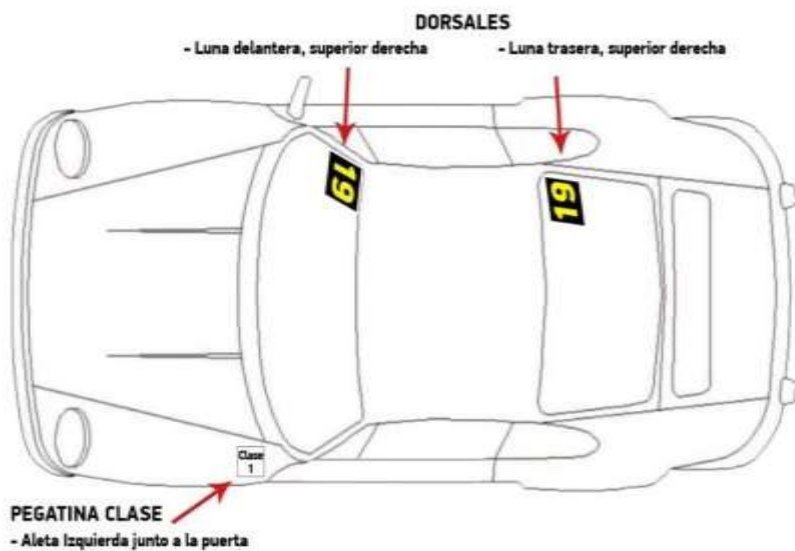 DORSALES
- Luna delantera, superior derecha
- Luna trasera, superior derecha
19
19
Clase
1
PEGATINA CLASE
- Aleta Izquierda junto a la puerta